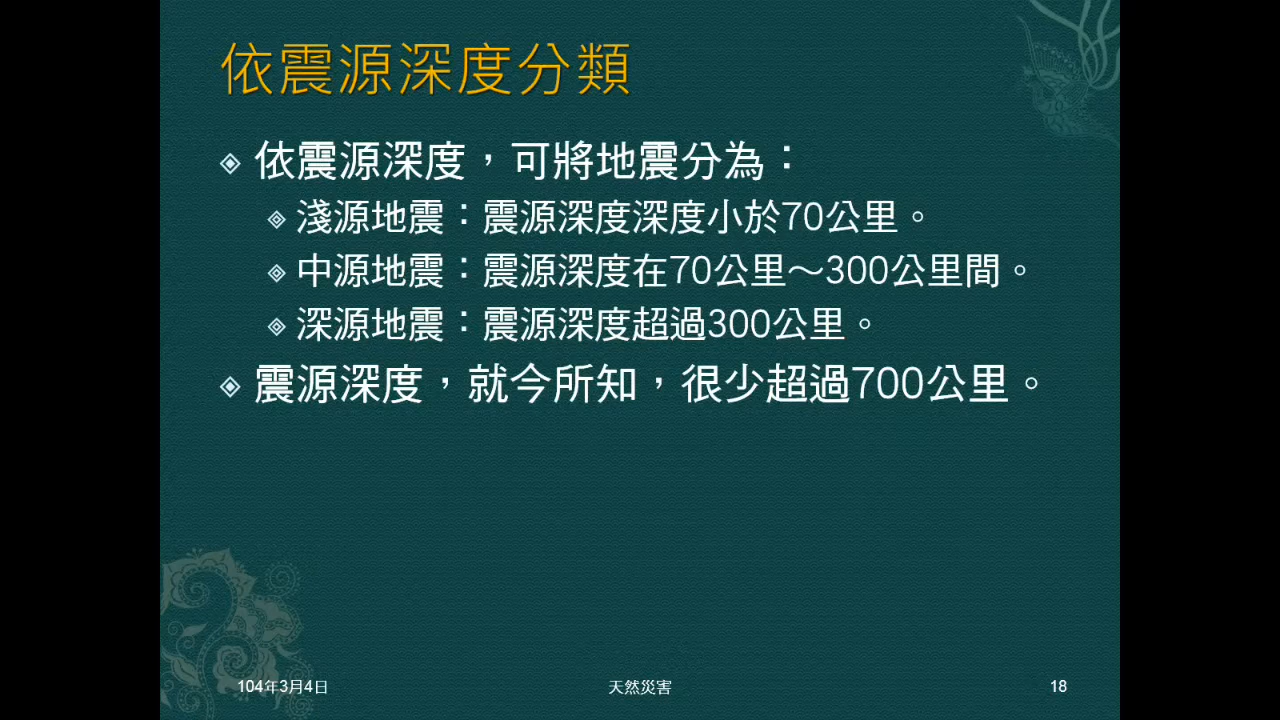 依震源深度分類
依震源深度，可將地震分為：
淺源地震：震源深度深度小於70公里。
中源地震：震源深度在70公里～300公里間。
深源地震：震源深度超過300公里。
震源深度，就今所知，很少超過700公里。
104年3月4日
天然災害
18